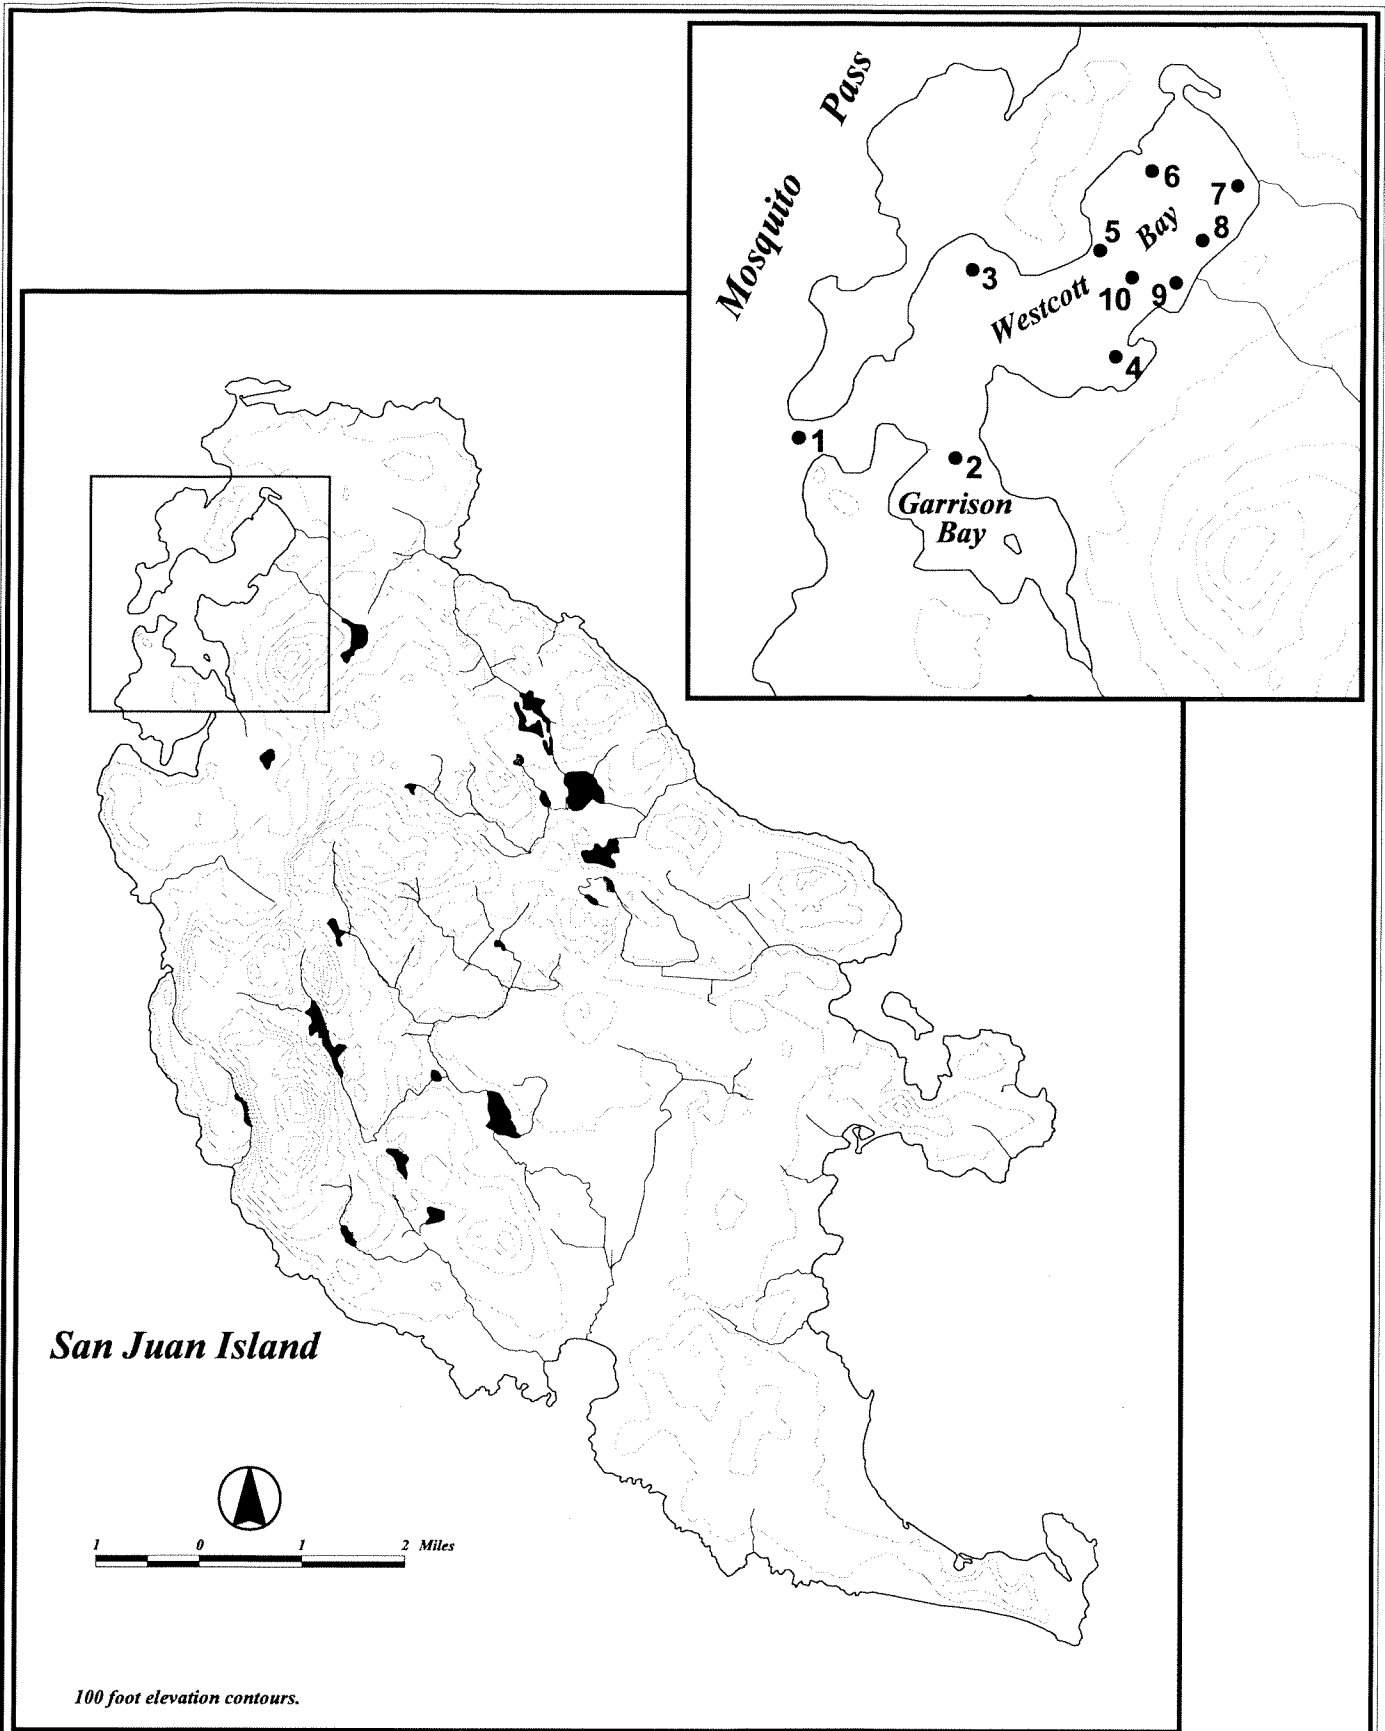 Mosquito Pass
6
7
5
Bay
8
3
10
9
Westcott
4
1
2
Garrison
Bay
San Juan Island
1 0 1 2 Miles
100 foot elevation contours.